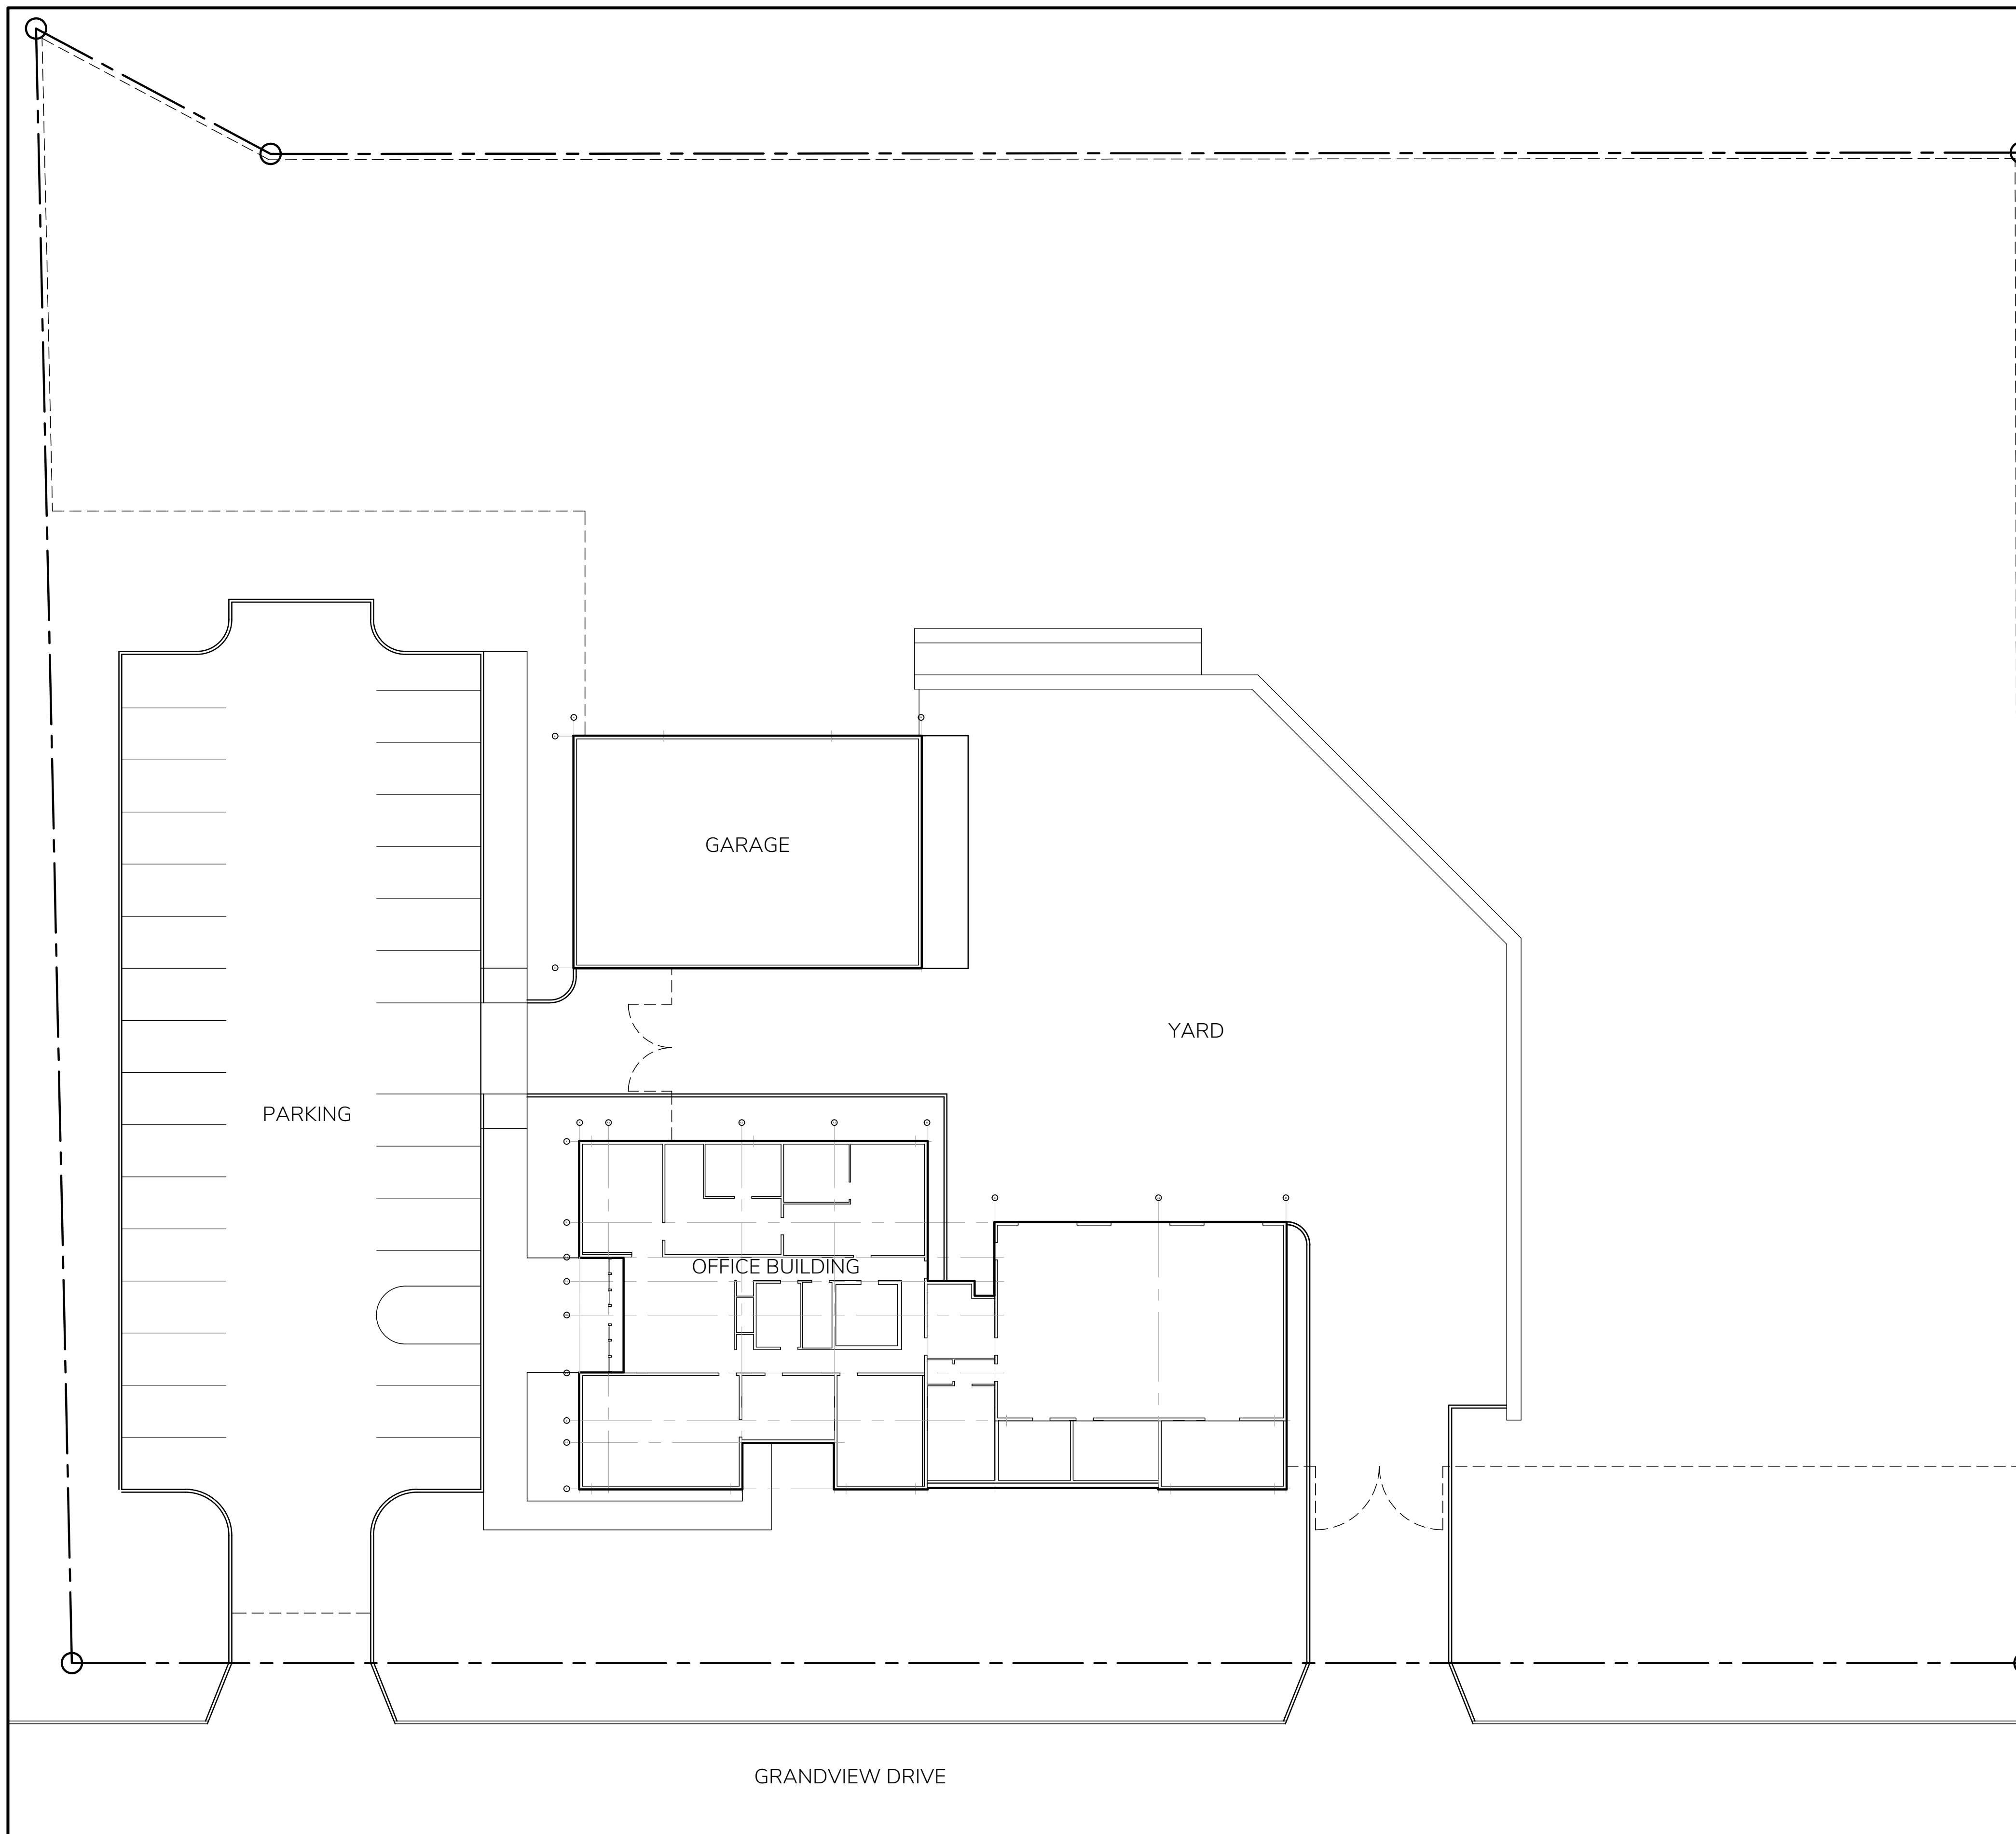 GARAGE
YARD
PARKING
OFFICE BUILDING
GRANDVIEW DRIVE